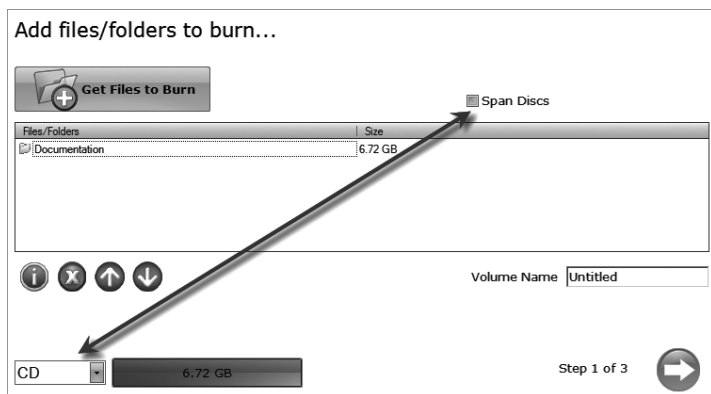 Add files/folders to burn...
Get Files to Burn
Span Discs
Files/Folders Size
Documentation 6.72 GB
Volume Name Untitled
CD 6.72 GB Step 1 of 3